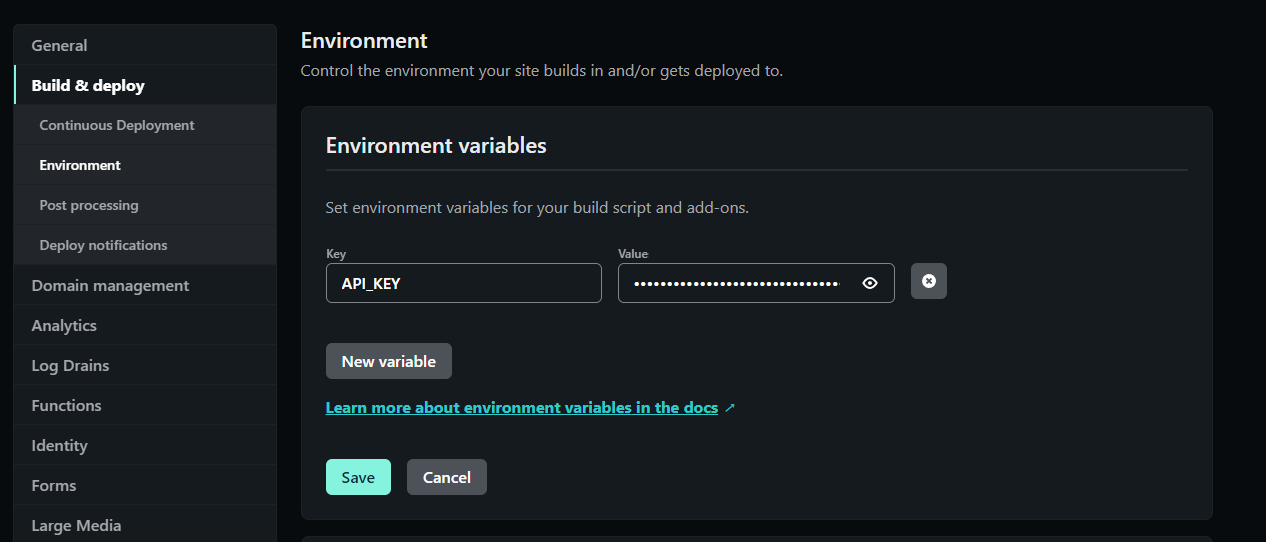 General
Build & deploy
Continuous Deployment
Environment
Post processing
Deploy notifications
Domain management
Analytics
Log Drains
Functions
Identity
Forms
Large Media
Environment
Control the environment your site builds in and/or gets deployed to.
Environment variables
Set environment variables for your build script and add-ons.
Key
Value
API_KEY
New variable
Learn more about environment variables in the docs
Save
Cancel